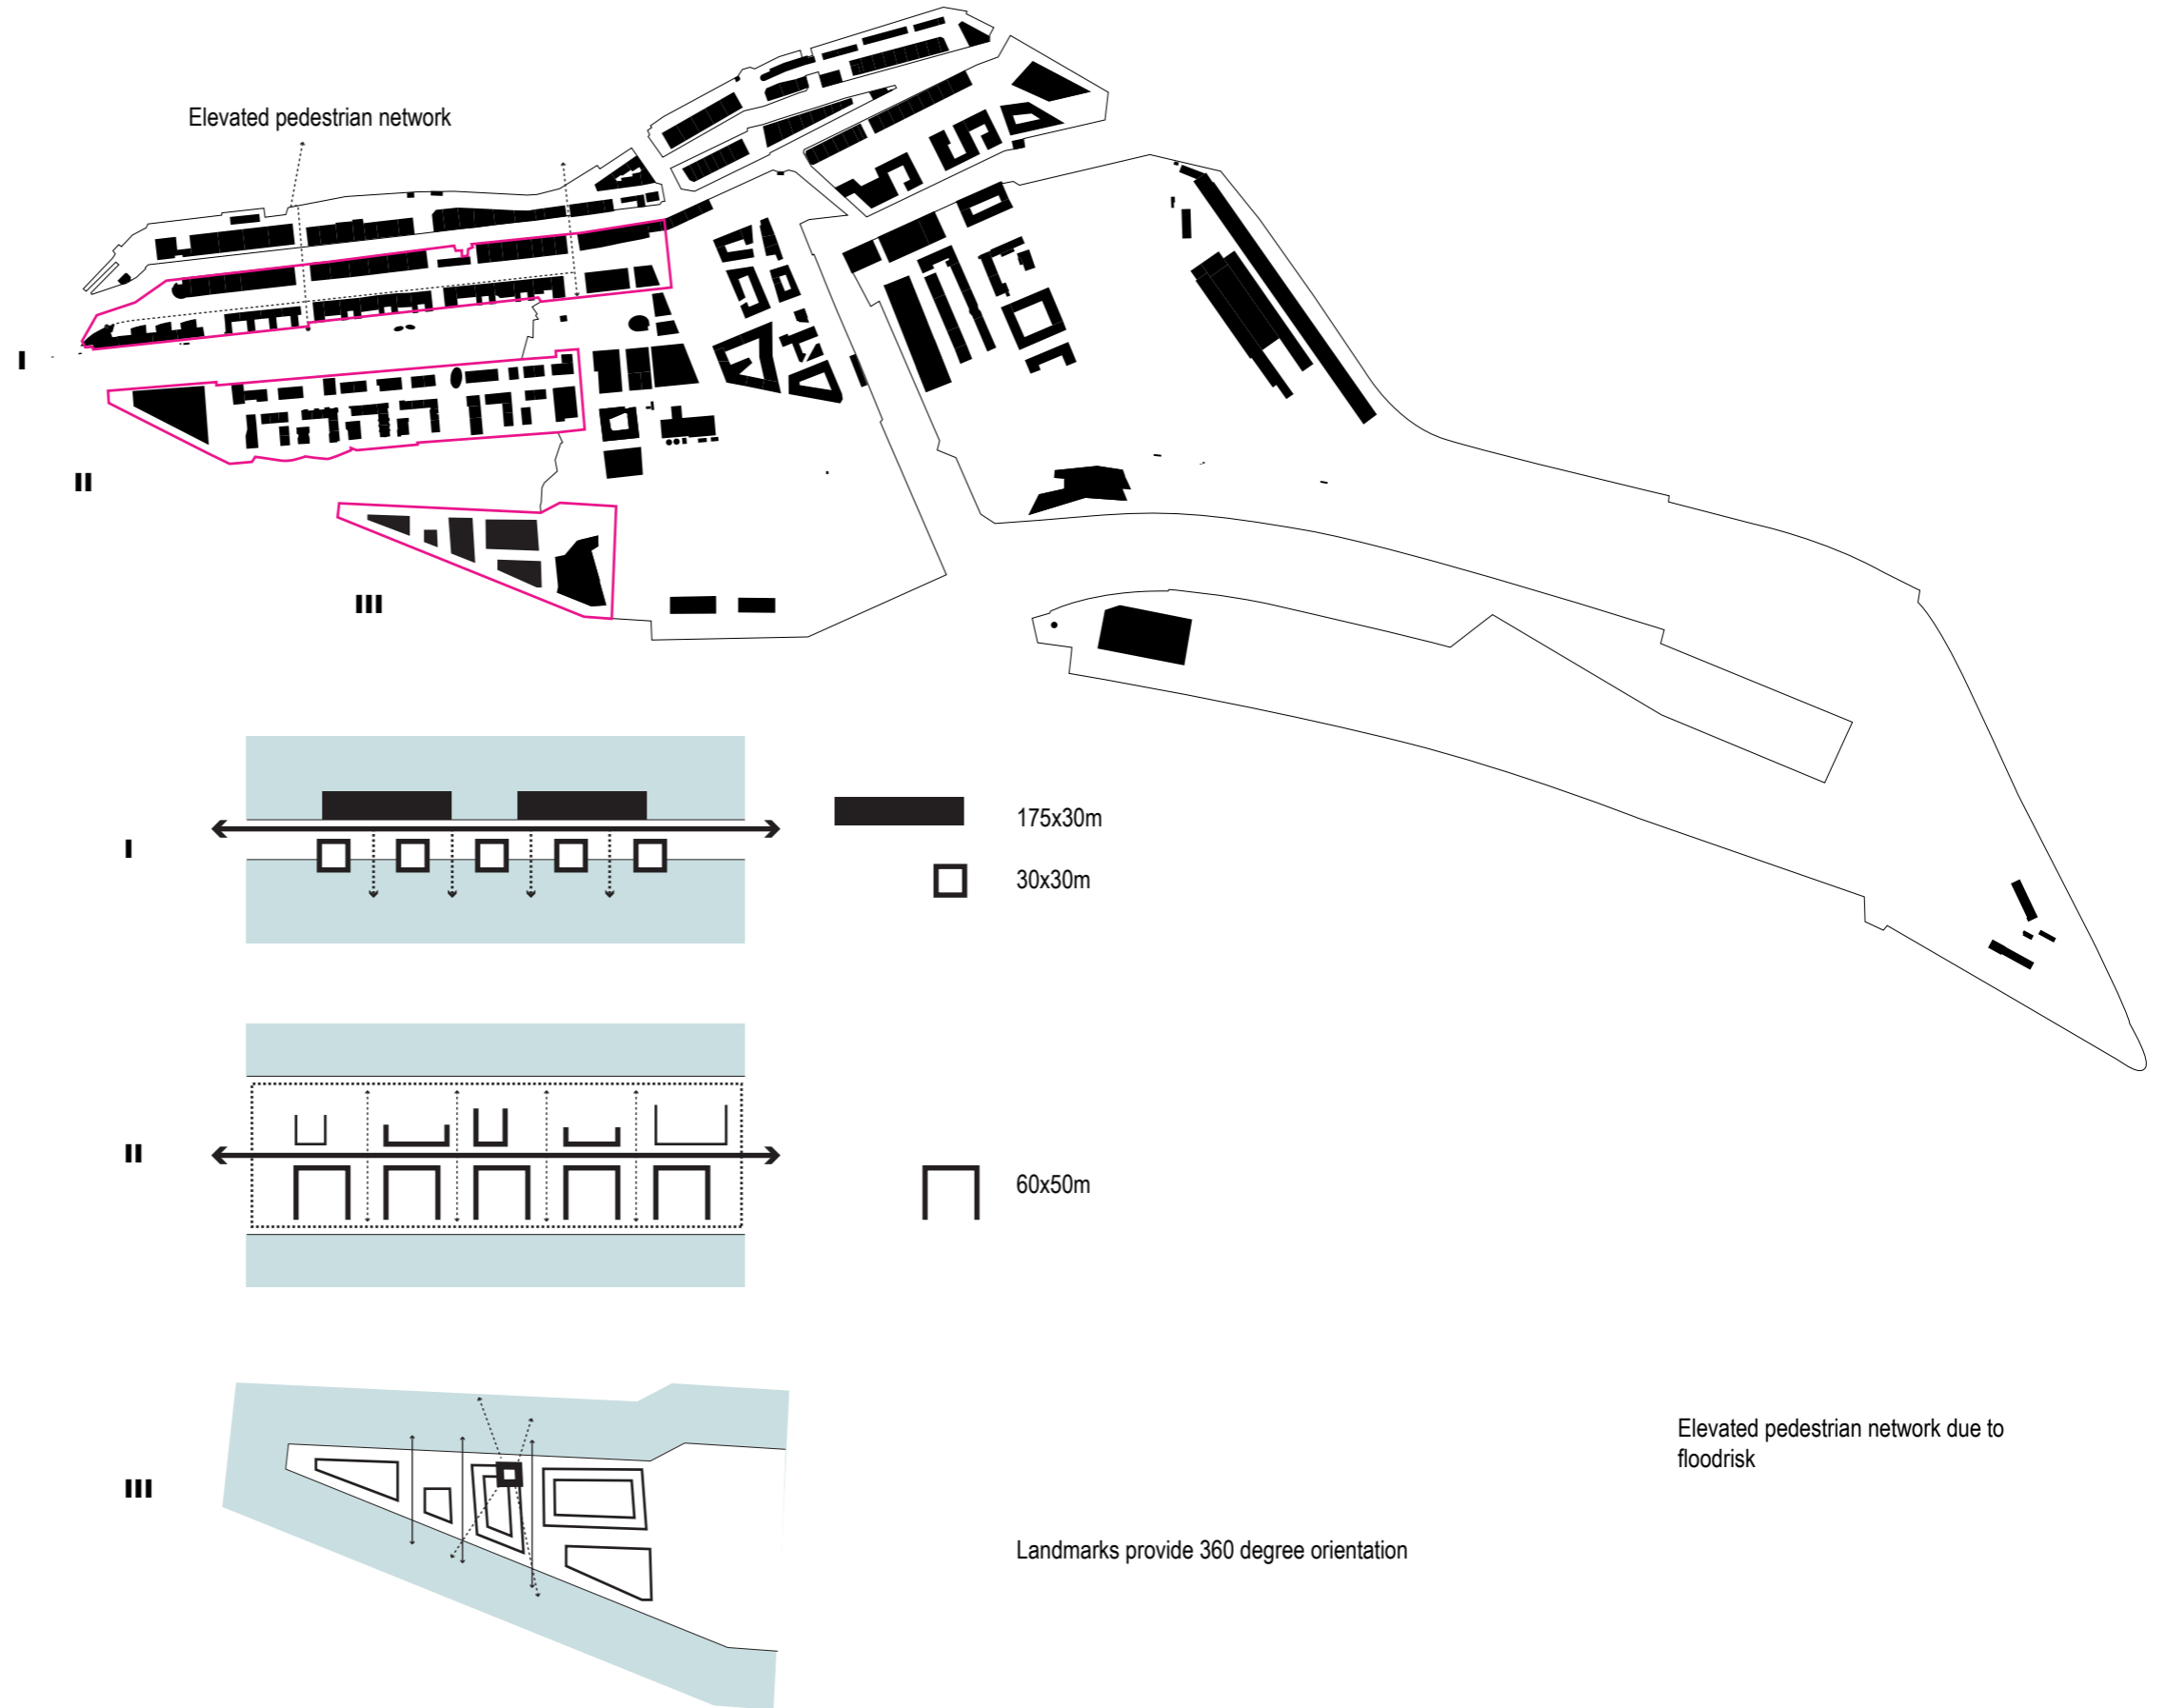 Elevated pedestrian network
I
II
III
I
175x30m
30x30m
II
60x50m
III
Elevated pedestrian network due to
floodrisk
Landmarks provide 360 degree orientation